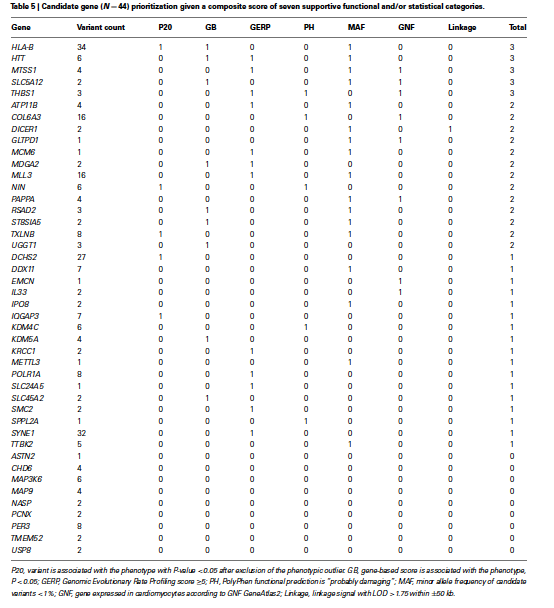 Table 5 | Candidate gene (N = 44) prioritization given a composite score of seven supportive functional and/or statistical categories.
Gene Variant count P20 GB GERP PH MAF GNF Linkage Total
HLA-B 34 1 1 0 0 1 0 0 3
HTT 6 0 1 1 0 1 0 0 3
MTSS1 4 0 0 1 0 1 1 0 3
SLC5A12 2 0 1 0 0 1 1 0 3
THBS1 3 0 0 1 1 0 1 0 3
ATP11B 4 0 0 1 0 1 0 0 2
COL6A3 16 0 0 0 1 0 1 0 2
DICER1 2 0 0 0 0 1 0 1 2
GLTPD1 1 0 0 0 0 1 1 0 2
MCM6 1 0 0 1 0 1 0 0 2
MDGA2 2 0 1 1 0 0 0 0 2
MLL3 16 0 0 1 0 1 0 0 2
NIN 6 1 0 0 1 0 0 0 2
PAPPA 4 0 0 0 0 1 1 0 2
RSAD2 3 0 1 0 0 1 0 0 2
ST8SIA5 2 0 1 0 0 1 0 0 2
TXLNB 8 1 0 0 0 1 0 0 2
UGGT1 3 0 1 0 0 1 0 0 2
DCHS2 27 1 0 0 0 0 0 0 1
DDX11 7 0 0 0 0 1 0 0 1
EMCN 1 0 0 0 0 0 1 0 1
IL33 2 0 0 0 0 0 1 0 1
IPO8 2 0 0 0 0 1 0 0 1
IQGAP3 7 1 0 0 0 0 0 0 1
KDM4C 6 0 0 0 1 0 0 0 1
KDM5A 4 0 1 0 0 0 0 0 1
KRCC1 2 0 0 1 0 0 0 0 1
METTL3 1 0 0 0 0 1 0 0 1
POLR1A 8 0 0 1 0 0 0 0 1
SLC24A5 1 0 0 1 0 0 0 0 1
SLC45A2 2 0 1 0 0 0 0 0 1
SMC2 2 0 0 1 0 0 0 0 1
SPPL2A 1 0 0 0 1 0 0 0 1
SYNE1 32 0 0 1 0 0 0 0 1
TTBK2 5 0 0 0 0 1 0 0 1
ASTN2 1 0 0 0 0 0 0 0 0
CHD6 4 0 0 0 0 0 0 0 0
MAP3K6 6 0 0 0 0 0 0 0 0
MAP9 4 0 0 0 0 0 0 0 0
NASP 2 0 0 0 0 0 0 0 0
PCNX 2 0 0 0 0 0 0 0 0
PER3 8 0 0 0 0 0 0 0 0
TMEM52 2 0 0 0 0 0 0 0 0
USP8 2 0 0 0 0 0 0 0 0
P20, variant is associated with the phenotype with P-value <0.05 after exclusion of the phenotypic outlier. GB, gene-based score is associated with the phenotype,
P < 0.05; GERP, Genomic Evolutionary Rate Profiling score ≥5; PH, PolyPhen functional prediction is "probably damaging"; MAF, minor allele frequency of candidate
variants <1%; GNF, gene expressed in cardiomyocytes according to GNF GeneAtlas2; Linkage, linkage signal with LOD > 1.75 within ±50 kb.